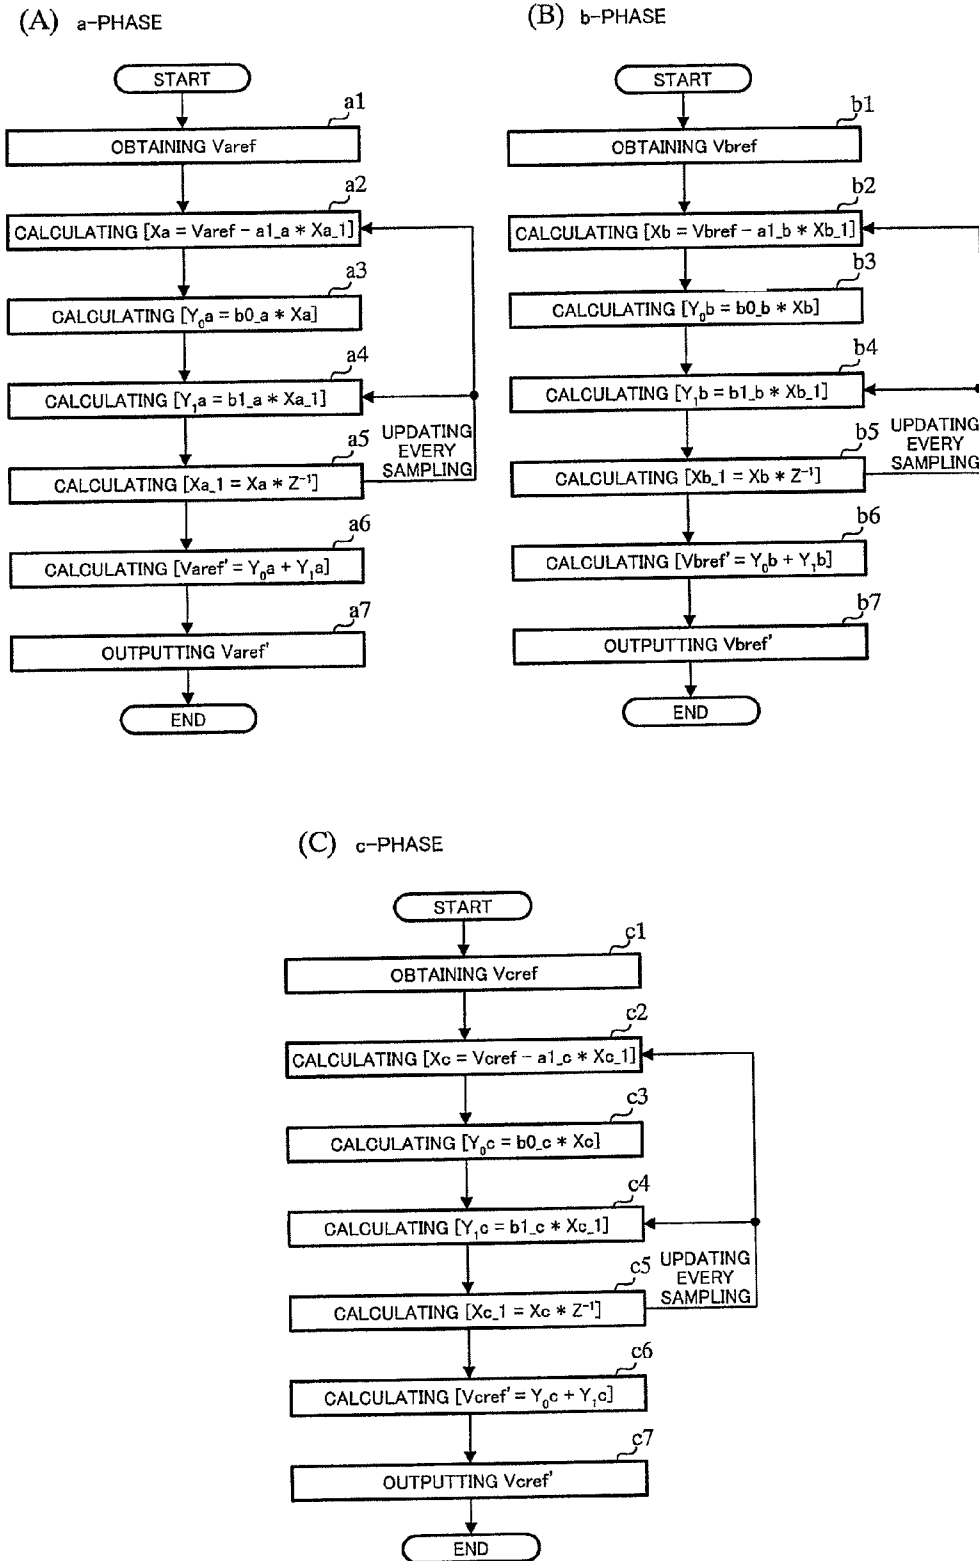 (A) a-PHASE
START
a1
OBTAINING Varef
a2
CALCULATING [Xa = Varef - a1_a * Xa_1]
a3
CALCULATING [Y₀a = b0_a * Xa]
a4
CALCULATING [Y₁a = b1_a * Xa_1]
a5
UPDATING
EVERY
SAMPLING
CALCULATING [Xa_1 = Xa * Z⁻¹]
a6
CALCULATING [Varef' = Y₀a + Y₁a]
a7
OUTPUTTING Varef'
END
(B) b-PHASE
START
b1
OBTAINING Vbref
b2
CALCULATING [Xb = Vbref - a1_b * Xb_1]
b3
CALCULATING [Y₀b = b0_b * Xb]
b4
CALCULATING [Y₁b = b1_b * Xb_1]
b5
UPDATING
EVERY
SAMPLING
CALCULATING [Xb_1 = Xb * Z⁻¹]
b6
CALCULATING [Vbref' = Y₀b + Y₁b]
b7
OUTPUTTING Vbref'
END
(C) c-PHASE
START
c1
OBTAINING Vcref
c2
CALCULATING [Xc = Vcref - a1_c * Xc_1]
c3
CALCULATING [Y₀c = b0_c * Xc]
c4
CALCULATING [Y₁c = b1_c * Xc_1]
c5
UPDATING
EVERY
SAMPLING
CALCULATING [Xc_1 = Xc * Z⁻¹]
c6
CALCULATING [Vcref' = Y₀c + Y₁c]
c7
OUTPUTTING Vcref'
END